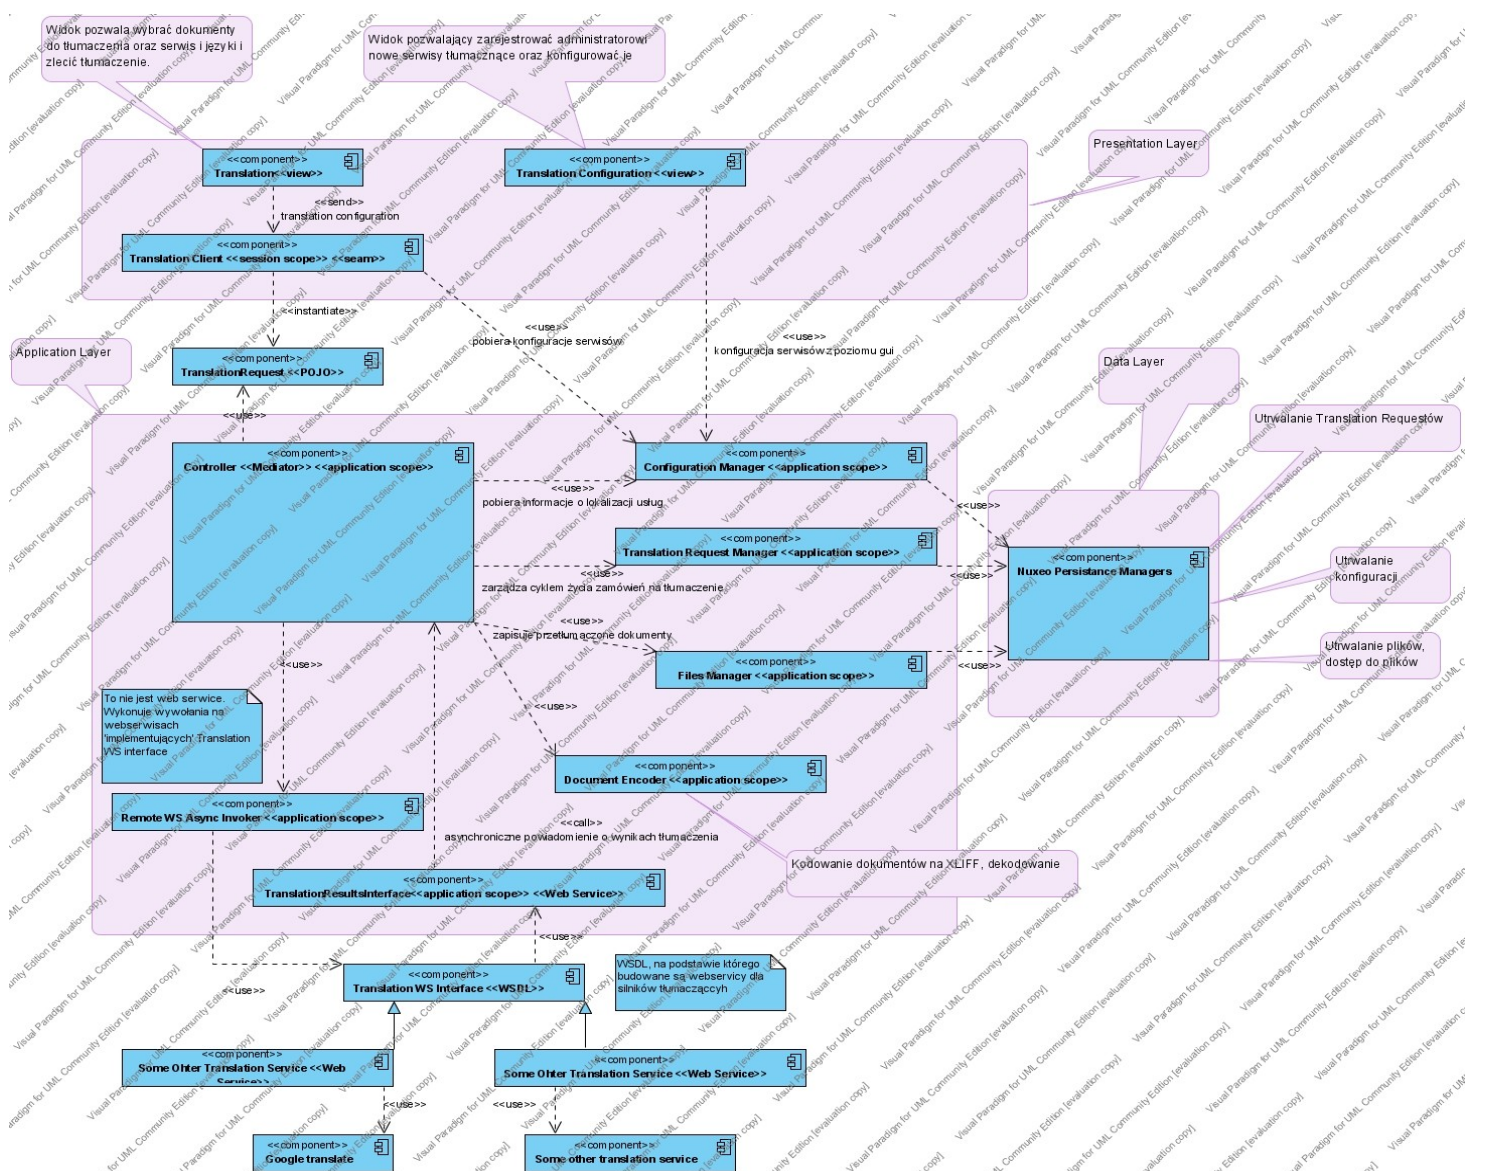 Widok pozwala wybrać dokumenty
do tłumaczenia oraz serwis i języki i
zlecić tłumaczenie.
Widok pozwalający zarejestrować administratorowi
nowe serwisy tłumaczące oraz konfigurować je
Presentation Layer
<<component>>
Translation<<view>>
<<component>>
Translation Configuration <<view>>
<<send>>
translation configuration
<<component>>
Translation Client <<session scope>> <<seam>>
<<instantiate>>
<<use>>
pobiera konfiguracje serwisów
<<use>>
konfiguracja serwisów z poziomu gui
Application Layer
<<component>>
TranslationRequest <<POJO>>
<<use>>
Data Layer
Utrwalanie Translation Requestów
<<component>>
Controller <<Mediator>> <<application scope>>
<<component>>
Configuration Manager <<application scope>>
<<use>>
pobiera informacje o lokalizacji usług
<<use>>
<<component>>
Translation Request Manager <<application scope>>
<<use>>
zarządza cyklem życia zamówień na tłumaczenie
<<use>>
<<component>>
Nuxeo Persistance Managers
Utrwalanie
konfiguracji
<<use>>
zapisuje przetłumaczone dokumenty
<<component>>
Files Manager <<application scope>>
<<use>>
Utrwalanie plików,
dostęp do plików
<<use>>
<<use>>
To nie jest web serwice.
Wykonuje wywołania na
webserwisach
'implementujących' Translation
WS interface
<<component>>
Document Encoder <<application scope>>
<<component>>
Remote WS Async Invoker <<application scope>>
<<call>>
asynchroniczne powiadomienie o wynikach tłumaczenia
Kodowanie dokumentów na XLIFF, dekodowanie
<<component>>
TranslationResultsInterface<<application scope>> <<Web Service>>
<<use>>
<<use>>
<<component>>
Translation WS Interface <<WSDL>>
WSDL, na podstawie którego
budowane są webservicy dla
silników tłumacząccyh
<<component>>
Some Ohter Translation Service <<Web
Service>>
<<component>>
Some Ohter Translation Service <<Web Service>>
<<use>>
<<use>>
<<component>>
Google translate
<<component>>
Some other translation service
Visual Paradigm for UML Community Edition [evaluation copy]